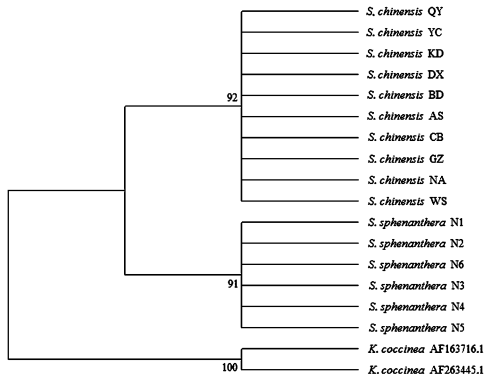 S. chinensis QY
S. chinensis YC
S. chinensis KD
S. chinensis DX
92
S. chinensis BD
S. chinensis AS
S. chinensis CB
S. chinensis GZ
S. chinensis NA
S. chinensis WS
S. sphenanthera N1
S. sphenanthera N2
S. sphenanthera N6
91
S. sphenanthera N3
S. sphenanthera N4
S. sphenanthera N5
K. coccinea AF163716.1
100
K. coccinea AF263445.1